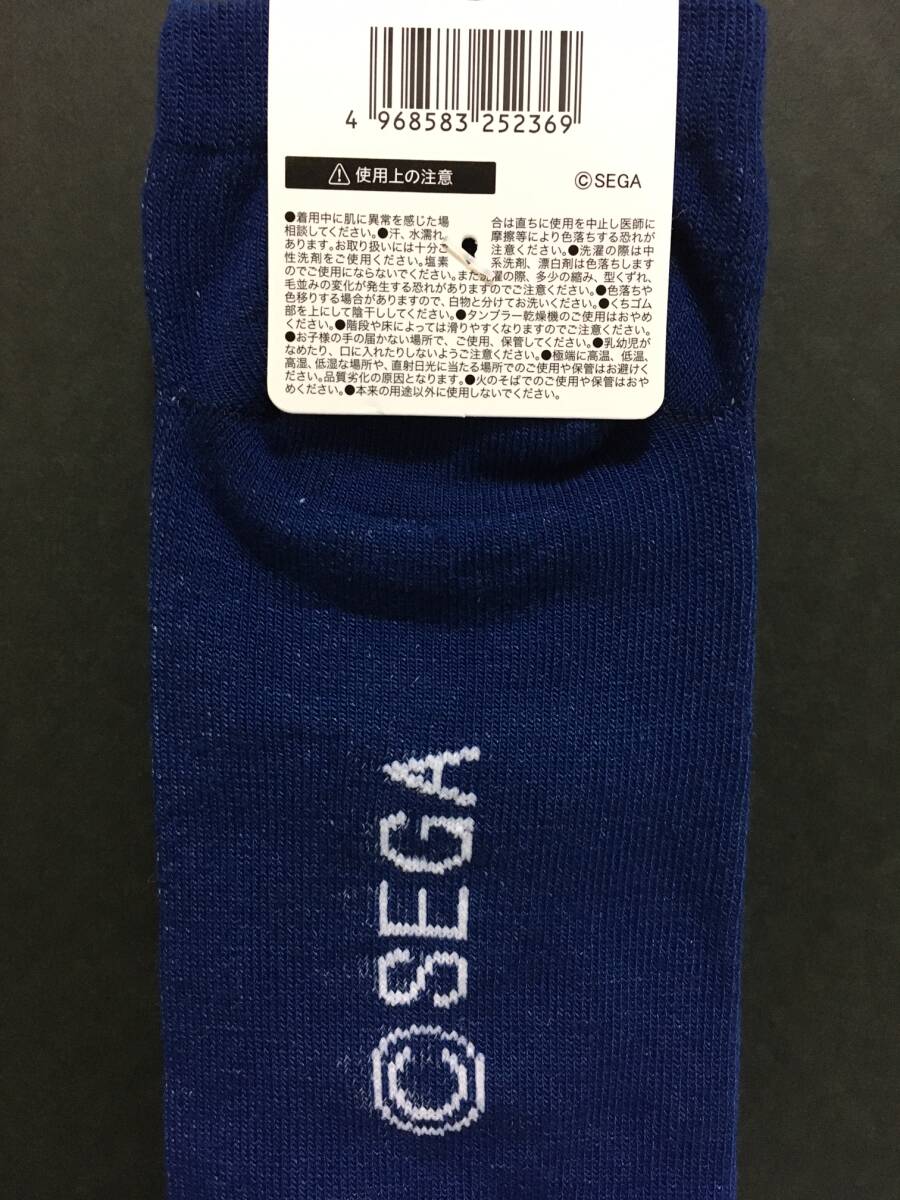 4 968583 252369
⚠ 使用上の注意
©SEGA
●着用中に肌に異常を感じた場合は直ちに使用を中止し医師に
相談してください。●汗、水濡れ、摩擦等により色落ちする恐れが
あります。お取り扱いには十分ご注意ください。●洗濯の際は中
性洗剤をご使用ください。塩素系洗剤、漂白剤は色落ちします
のでご使用にならないでください。また洗濯の際、多少の縮み、型くずれ、
毛並みの変化が発生する恐れがありますのでご注意ください。●色落ちや
色移りする場合がありますので、白物と分けてお洗いください。●くちゴム
部を上にして陰干ししてください。●タンブラー乾燥機のご使用はおやめ
ください。●階段や床によっては滑りやすくなりますのでご注意ください。
●お子様の手の届かない場所で、ご使用、保管してください。●乳幼児が
なめたり、口に入れたりしないようご注意ください。●極端に高温、低温、
高湿、低湿な場所や、直射日光に当たる場所でのご使用や保管はお避けく
ださい。品質劣化の原因となります。●火のそばでのご使用や保管はおや
めください。●本来の用途以外に使用しないでください。
©SEGA